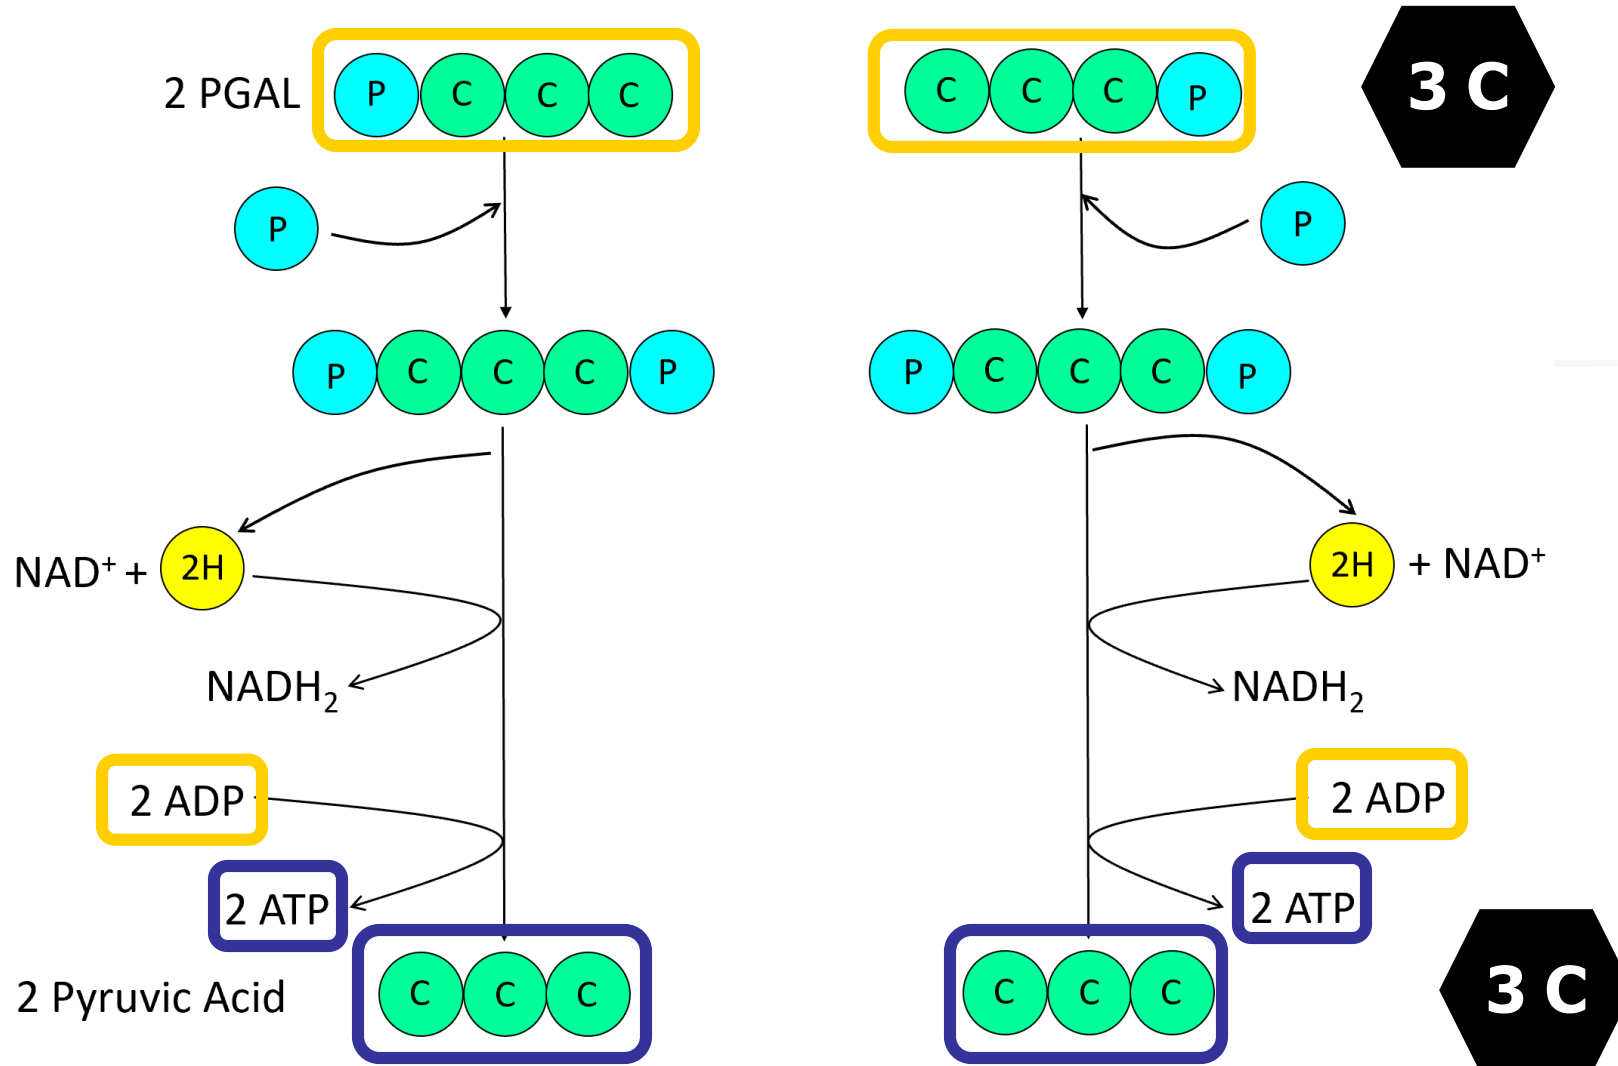 2 PGAL P C C C C C C P 3 C
P P
P C C C P P C C C P
NAD⁺ + 2H 2H + NAD⁺
NADH₂ NADH₂
2 ADP 2 ADP
2 ATP 2 ATP
2 Pyruvic Acid C C C C C C 3 C